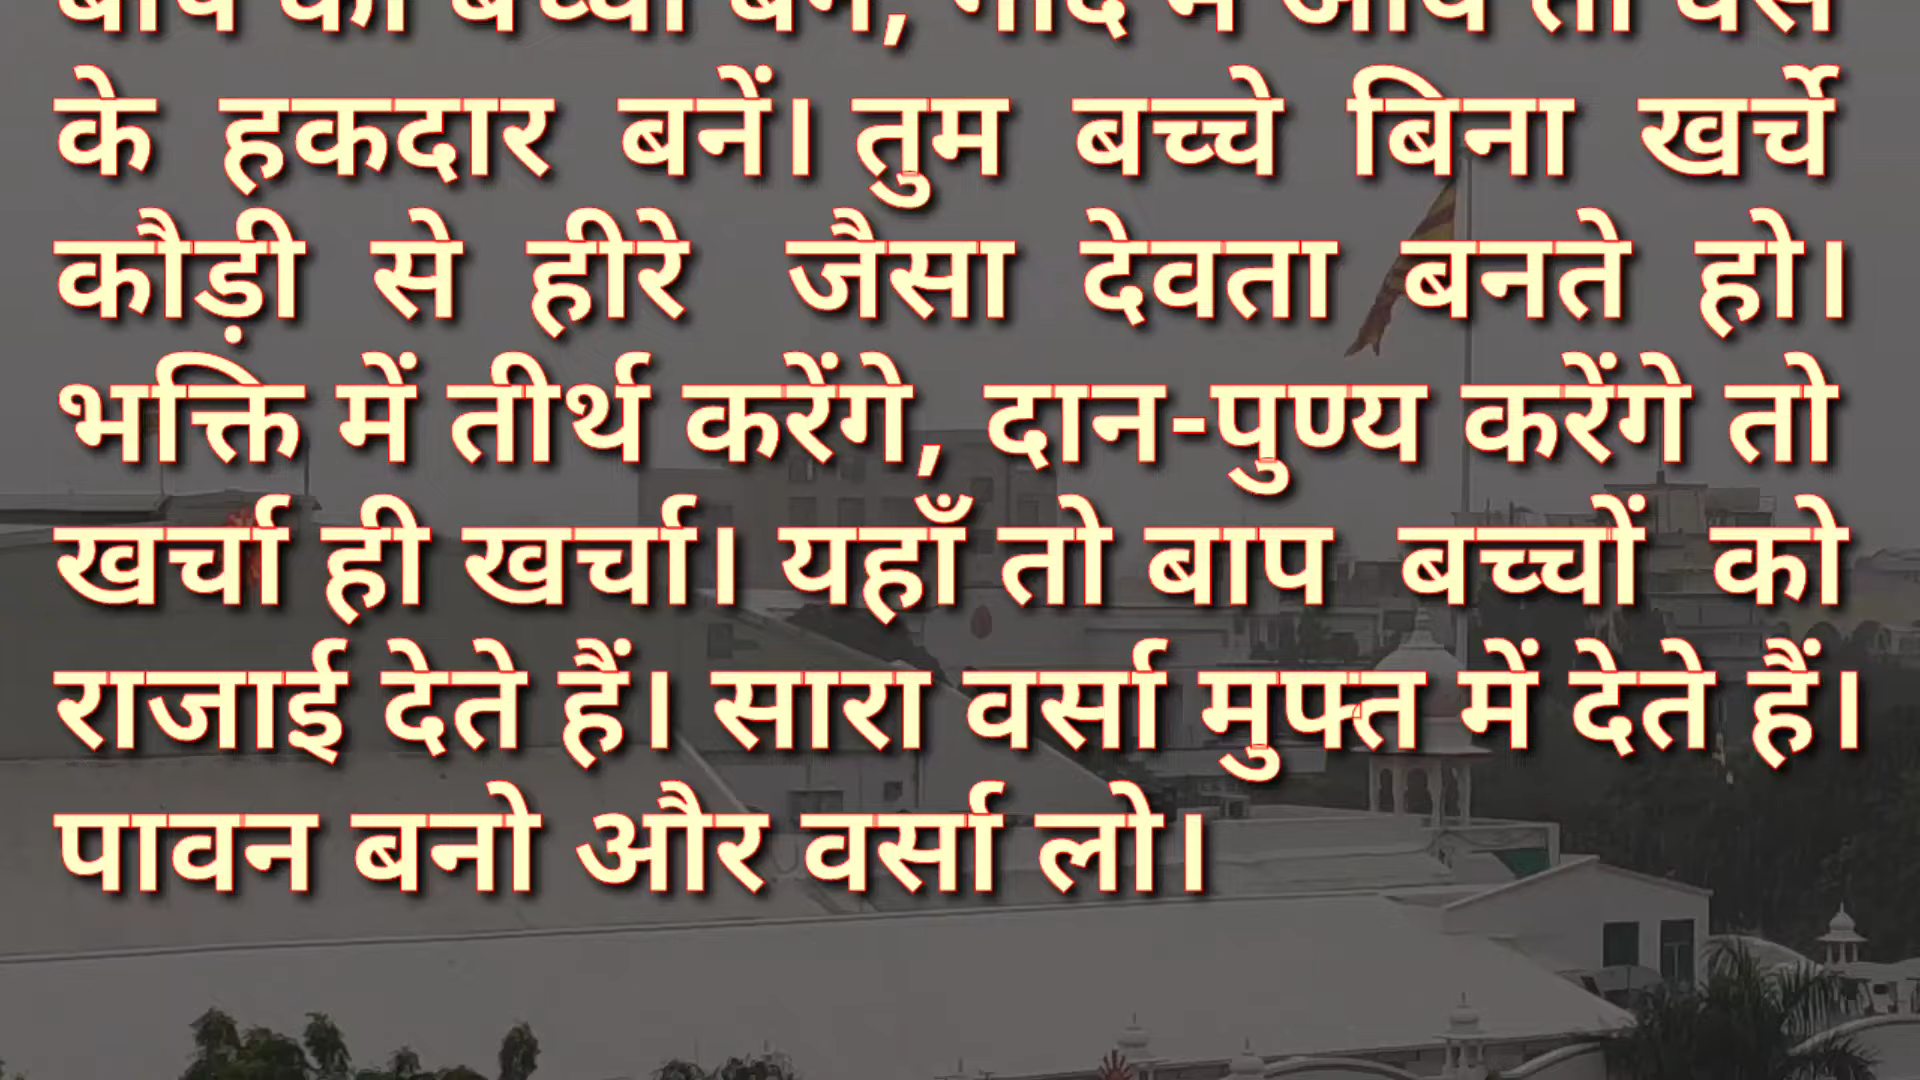 बाप का बच्चा बने, गोद में आये तो वर्से
के हकदार बनें। तुम बच्चे बिना खर्चे
कौड़ी से हीरे जैसा देवता बनते हो।
भक्ति में तीर्थ करेंगे, दान-पुण्य करेंगे तो
खर्चा ही खर्चा। यहाँ तो बाप बच्चों को
राजाई देते हैं। सारा वर्सा मुफ्त में देते हैं।
पावन बनो और वर्सा लो।